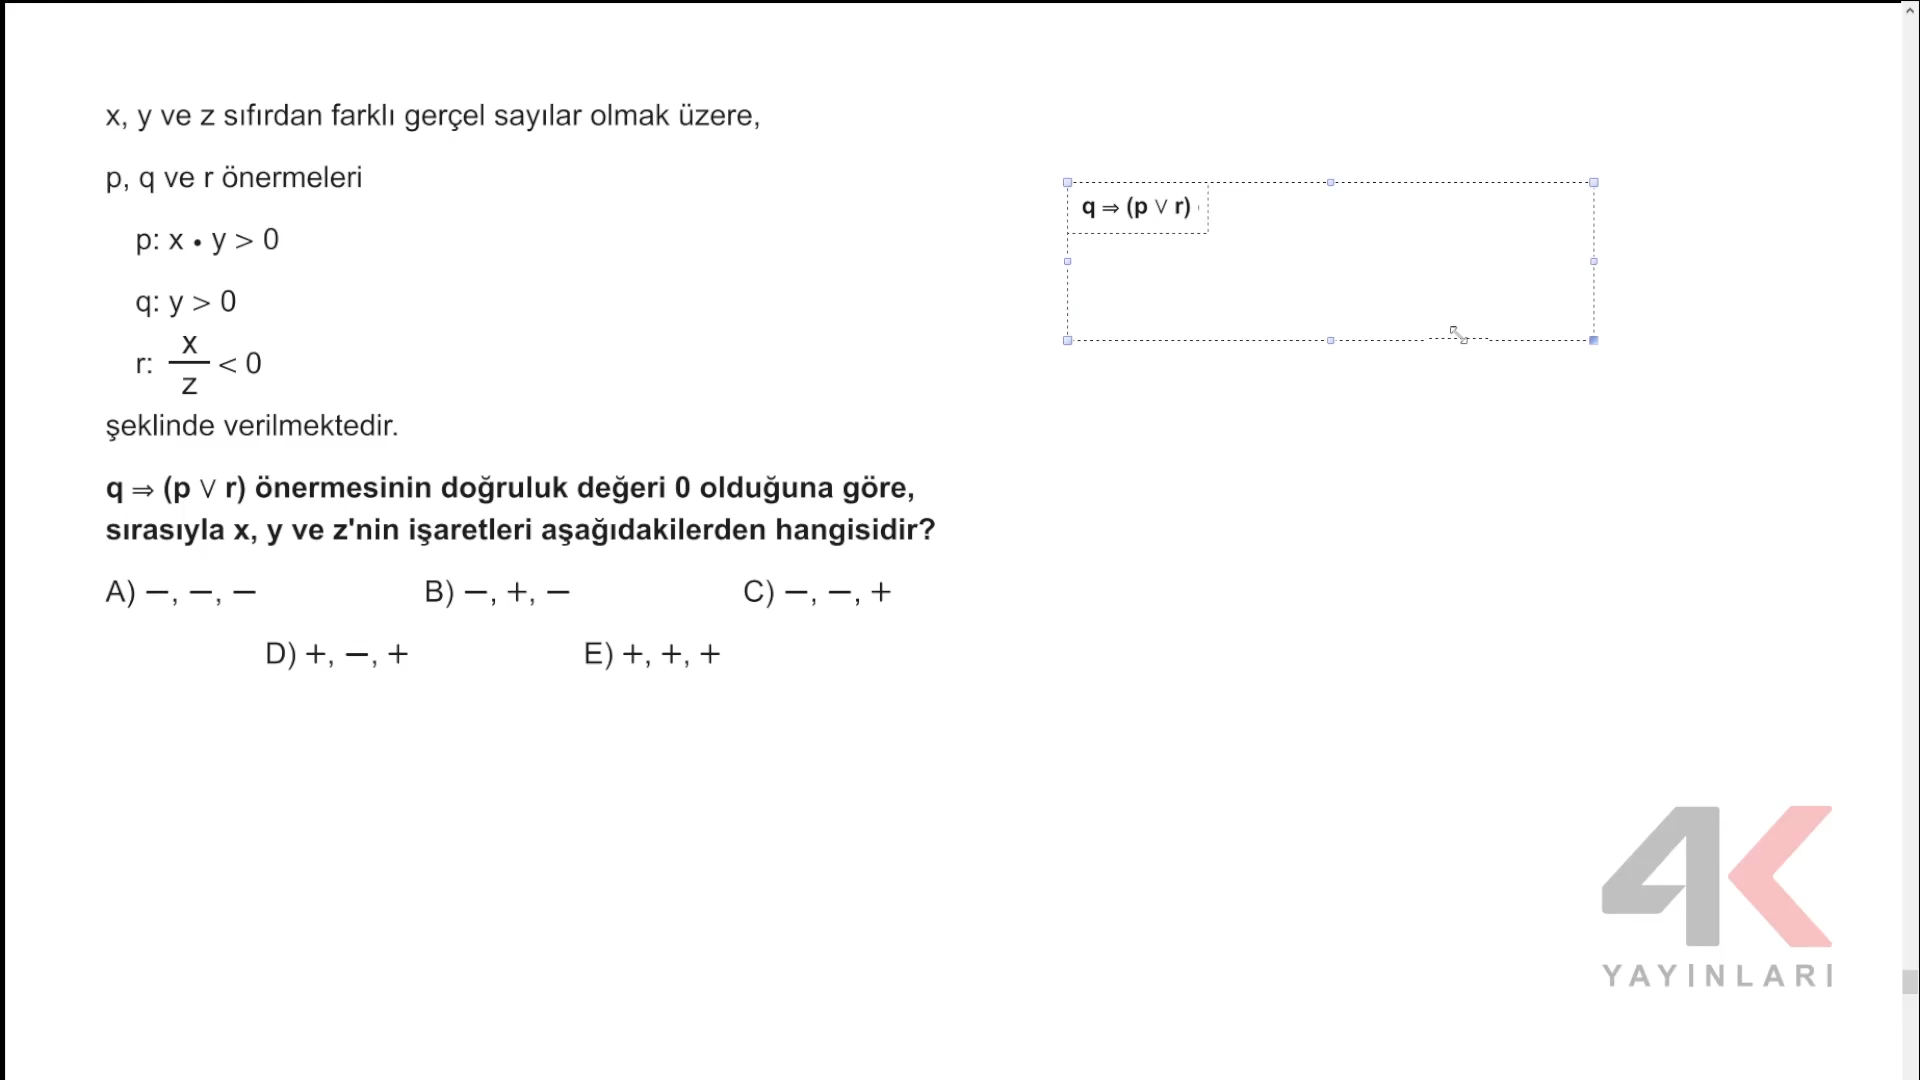 x, y ve z sıfırdan farklı gerçel sayılar olmak üzere,
p, q ve r önermeleri
p: x • y > 0
q: y > 0
r: x/z < 0
şeklinde verilmektedir.
q ⇒ (p ∨ r) önermesinin doğruluk değeri 0 olduğuna göre,
sırasıyla x, y ve z'nin işaretleri aşağıdakilerden hangisidir?
A) −, −, − B) −, +, − C) −, −, +
D) +, −, + E) +, +, +
q ⇒ (p ∨ r)
4K
YAYINLARI